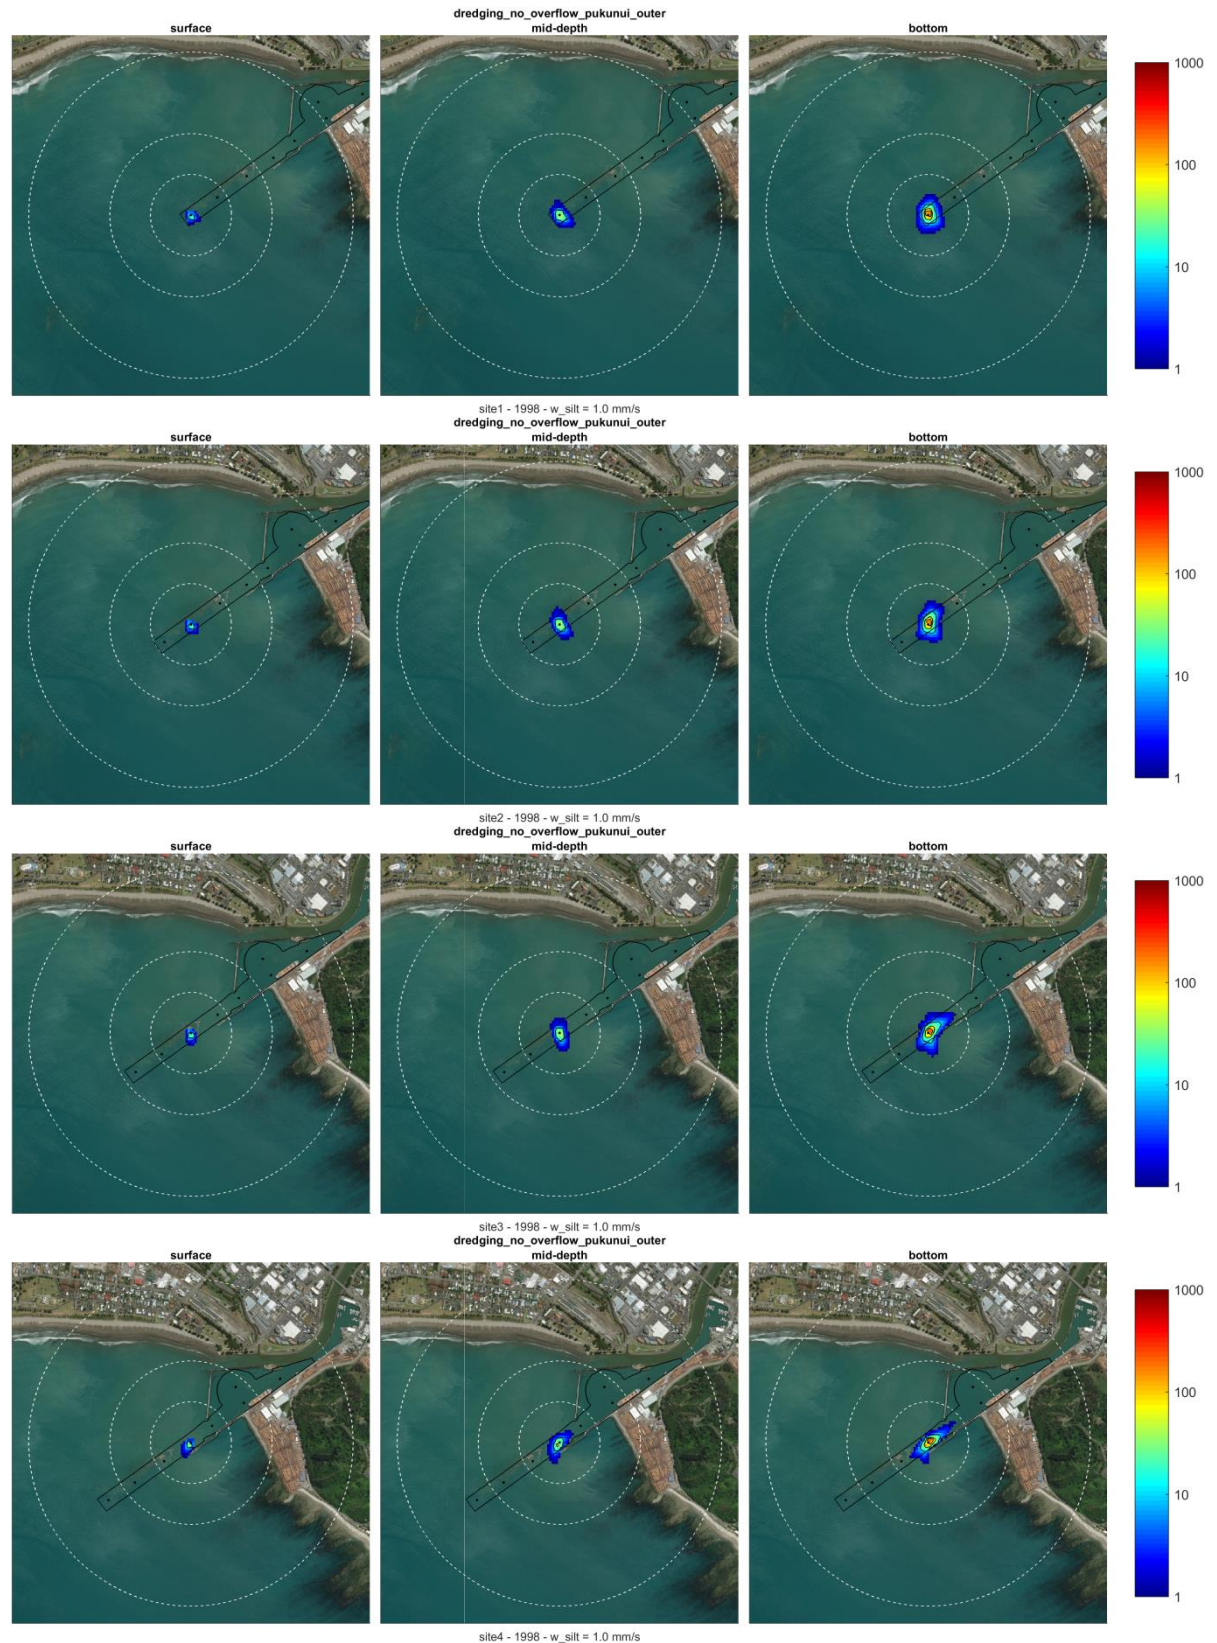 dredging_no_overflow_pukunui_outer
surface mid-depth bottom
1000
100
10
1
site1 - 1998 - w_silt = 1.0 mm/s
dredging_no_overflow_pukunui_outer
surface mid-depth bottom
1000
100
10
1
site2 - 1998 - w_silt = 1.0 mm/s
dredging_no_overflow_pukunui_outer
surface mid-depth bottom
1000
100
10
1
site3 - 1998 - w_silt = 1.0 mm/s
dredging_no_overflow_pukunui_outer
surface mid-depth bottom
1000
100
10
1
site4 - 1998 - w_silt = 1.0 mm/s